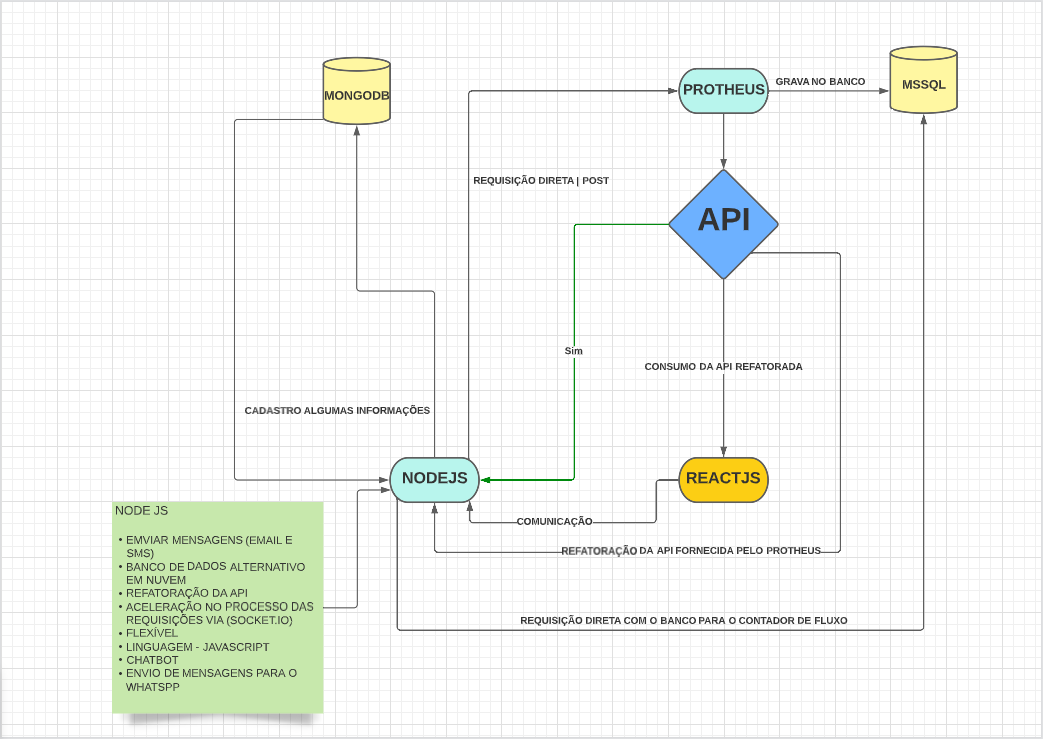 MONGODB
PROTHEUS
GRAVA NO BANCO
MSSQL
REQUISIÇÃO DIRETA | POST
API
Sim
CONSUMO DA API REFATORADA
CADASTRO ALGUMAS INFORMAÇÕES
NODEJS
REACTJS
COMUNICAÇÃO
REFATORAÇÃO DA API FORNECIDA PELO PROTHEUS
REQUISIÇÃO DIRETA COM O BANCO PARA O CONTADOR DE FLUXO
NODE JS
• EMVIAR MENSAGENS (EMAIL E
SMS)
• BANCO DE DADOS ALTERNATIVO
EM NUVEM
• REFATORAÇÃO DA API
• ACELERAÇÃO NO PROCESSO DAS
REQUISIÇÕES VIA (SOCKET.IO)
• FLEXÍVEL
• LINGUAGEM - JAVASCRIPT
• CHATBOT
• ENVIO DE MENSAGENS PARA O
WHATSPP